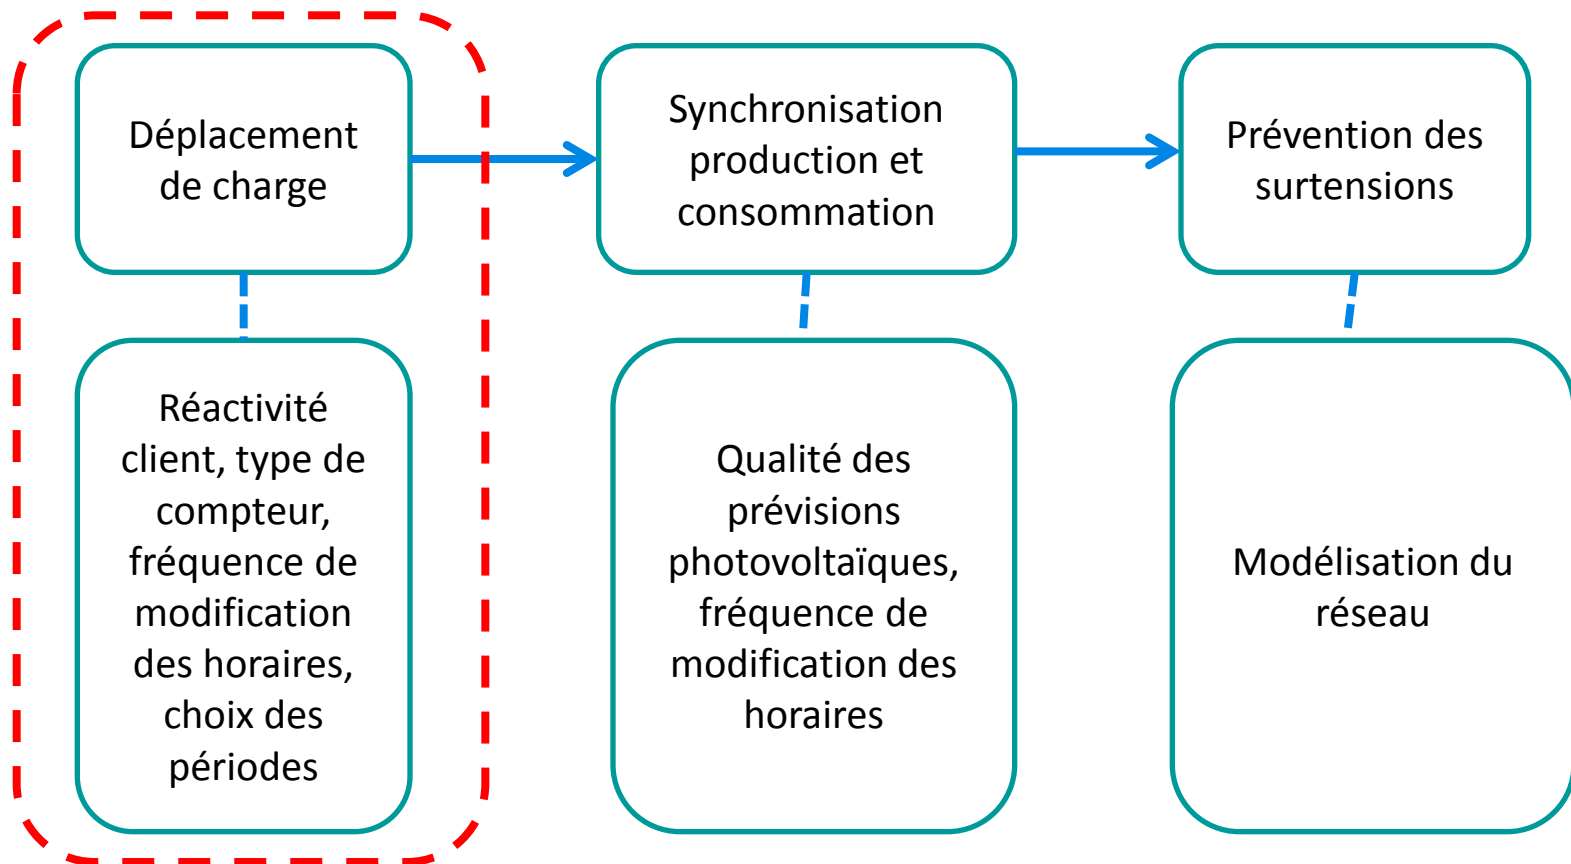 Déplacement
de charge
Synchronisation
production et
consommation
Prévention des
surtensions
Réactivité
client, type de
compteur,
fréquence de
modification
des horaires,
choix des
périodes
Qualité des
prévisions
photovoltaïques,
fréquence de
modification des
horaires
Modélisation du
réseau